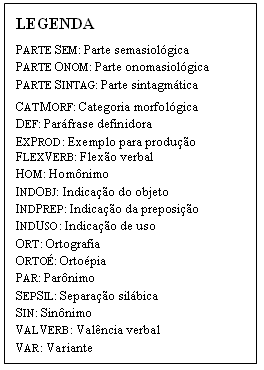 LEGENDA
PARTE SEM: Parte semasiológica
PARTE ONOM: Parte onomasiológica
PARTE SINTAG: Parte sintagmática
CATMORF: Categoria morfológica
DEF: Paráfrase definidora
EXPROD: Exemplo para produção
FLEXVERB: Flexão verbal
HOM: Homônimo
INDOBJ: Indicação do objeto
INDPREP: Indicação da preposição
INDUSO: Indicação de uso
ORT: Ortografia
ORTOÉ: Ortoépia
PAR: Parônimo
SEPSIL: Separação silábica
SIN: Sinônimo
VALVERB: Valência verbal
VAR: Variante